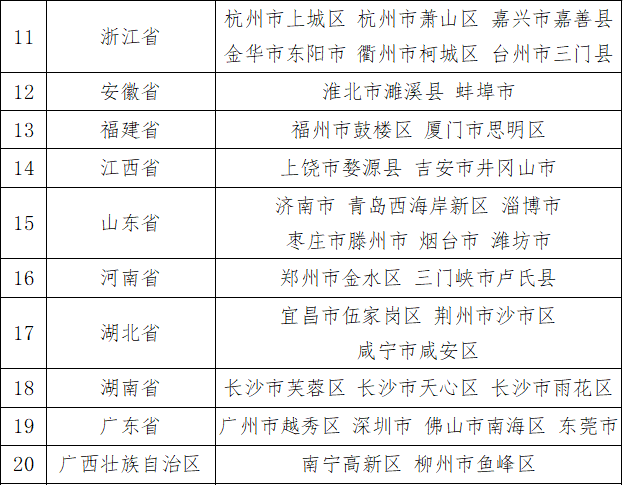 11 浙江省 杭州市上城区 杭州市萧山区 嘉兴市嘉善县
金华市东阳市 衢州市柯城区 台州市三门县
12 安徽省 淮北市濉溪县 蚌埠市
13 福建省 福州市鼓楼区 厦门市思明区
14 江西省 上饶市婺源县 吉安市井冈山市
15 山东省 济南市 青岛西海岸新区 淄博市
枣庄市滕州市 烟台市 潍坊市
16 河南省 郑州市金水区 三门峡市卢氏县
17 湖北省 宜昌市伍家岗区 荆州市沙市区
咸宁市咸安区
18 湖南省 长沙市芙蓉区 长沙市天心区 长沙市雨花区
19 广东省 广州市越秀区 深圳市 佛山市南海区 东莞市
20 广西壮族自治区 南宁高新区 柳州市鱼峰区